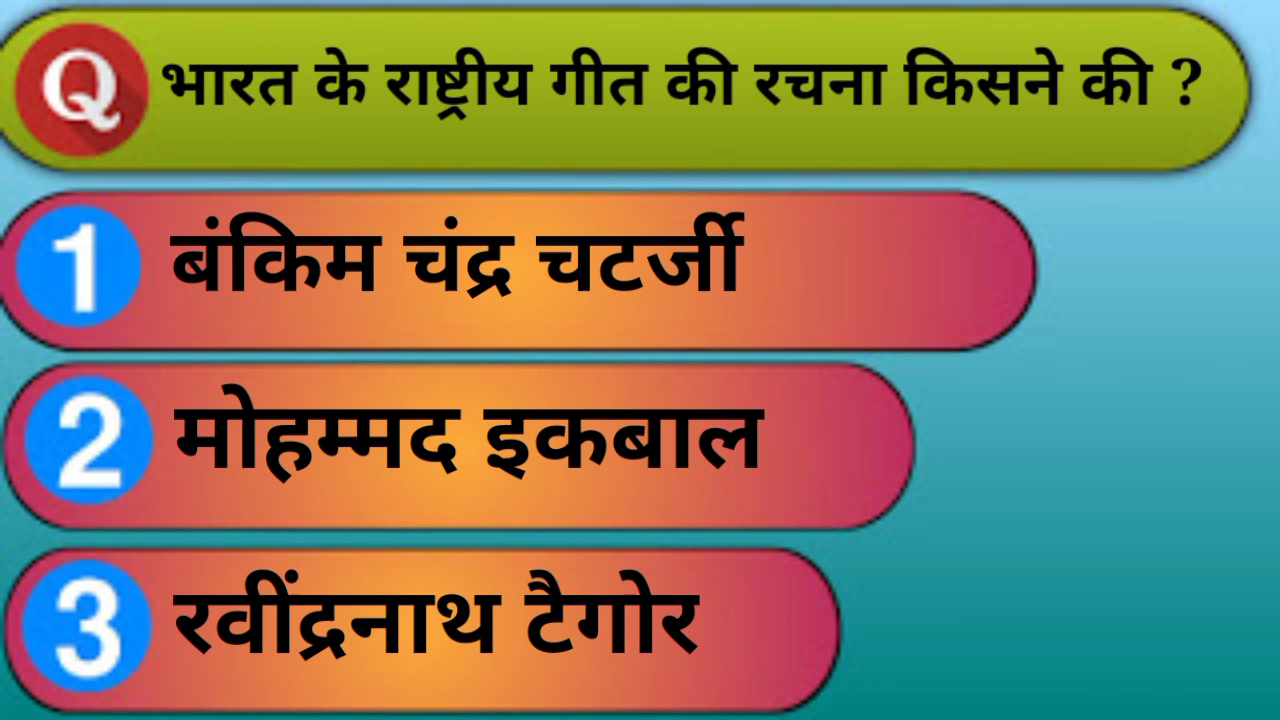 Q भारत के राष्ट्रीय गीत की रचना किसने की ?
1 बंकिम चंद्र चटर्जी
2 मोहम्मद इकबाल
3 रवींद्रनाथ टैगोर